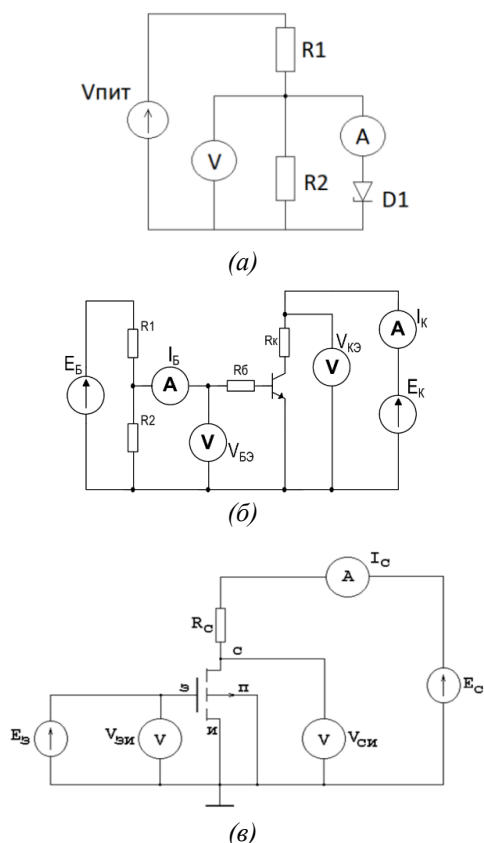 R1
Vпит
V
A
R2
D1
(а)
R1
Rк
Iк
IБ
VКЭ
A
EБ
A
Rб
V
EК
R2
V
VБЭ
(б)
IC
A
RC
с
EC
з
п
и
EЗ
VЗИ
V
V
VСИ
(в)